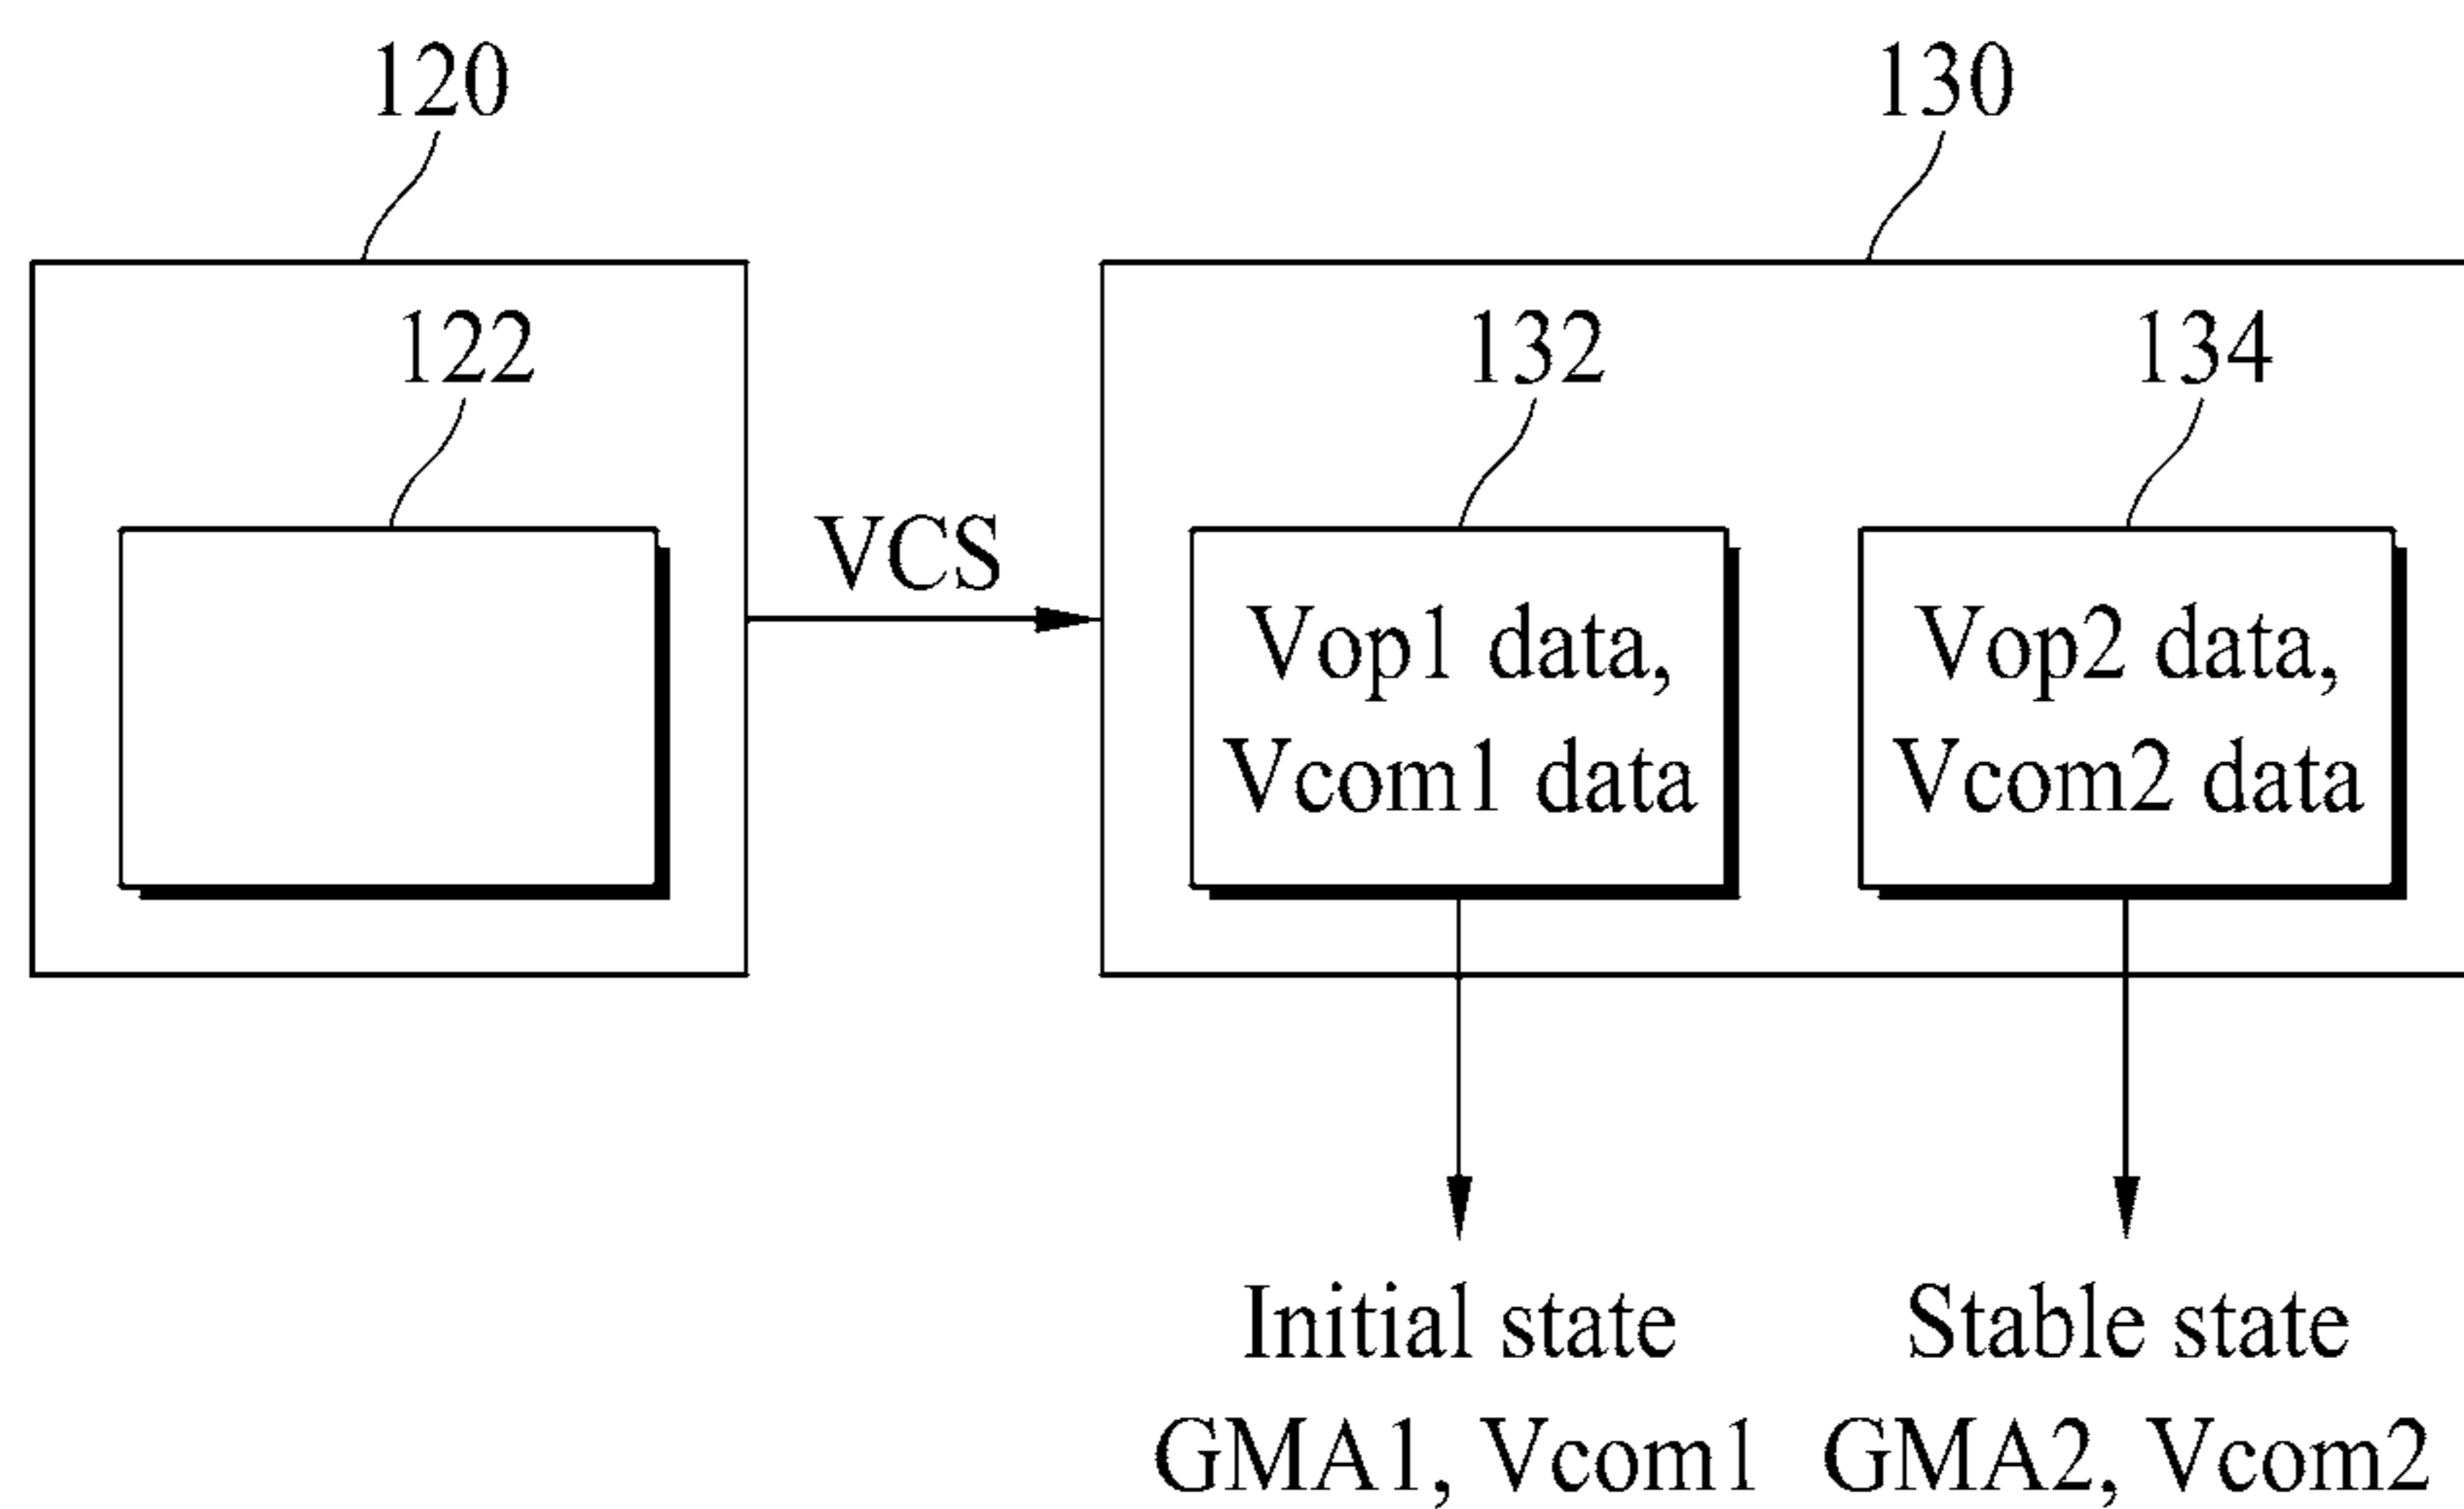 120
130
122
132
134
VCS
Vop1 data,
Vcom1 data
Vop2 data,
Vcom2 data
Initial state
GMA1, Vcom1
Stable state
GMA2, Vcom2